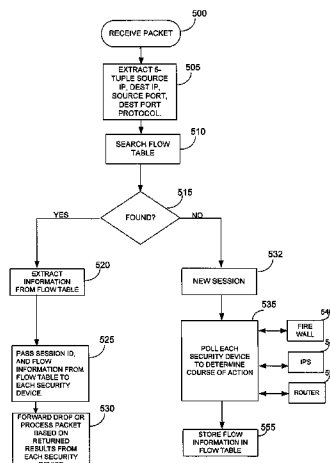 500
RECEIVE PACKET
505
EXTRACT 5-
TUPLE SOURCE
IP, DEST IP,
SOURCE PORT,
DEST PORT
PROTOCOL.
510
SEARCH FLOW
TABLE
515
FOUND?
YES
NO
520
EXTRACT
INFORMATION
FROM FLOW TABLE
532
NEW SESSION
535
POLL EACH
SECURITY DEVICE
TO DETERMINE
COURSE OF ACTION
FIRE
WALL
IPS
ROUTER
525
PASS SESSION ID,
AND FLOW
INFORMATION FROM
FLOW TABLE TO
EACH SECURITY
DEVICE.
530
FORWARD DROP OR
PROCESS PACKET
BASED ON
RETURNED
RESULTS FROM
EACH SECURITY
555
STORE FLOW
INFORMATION IN
FLOW TABLE